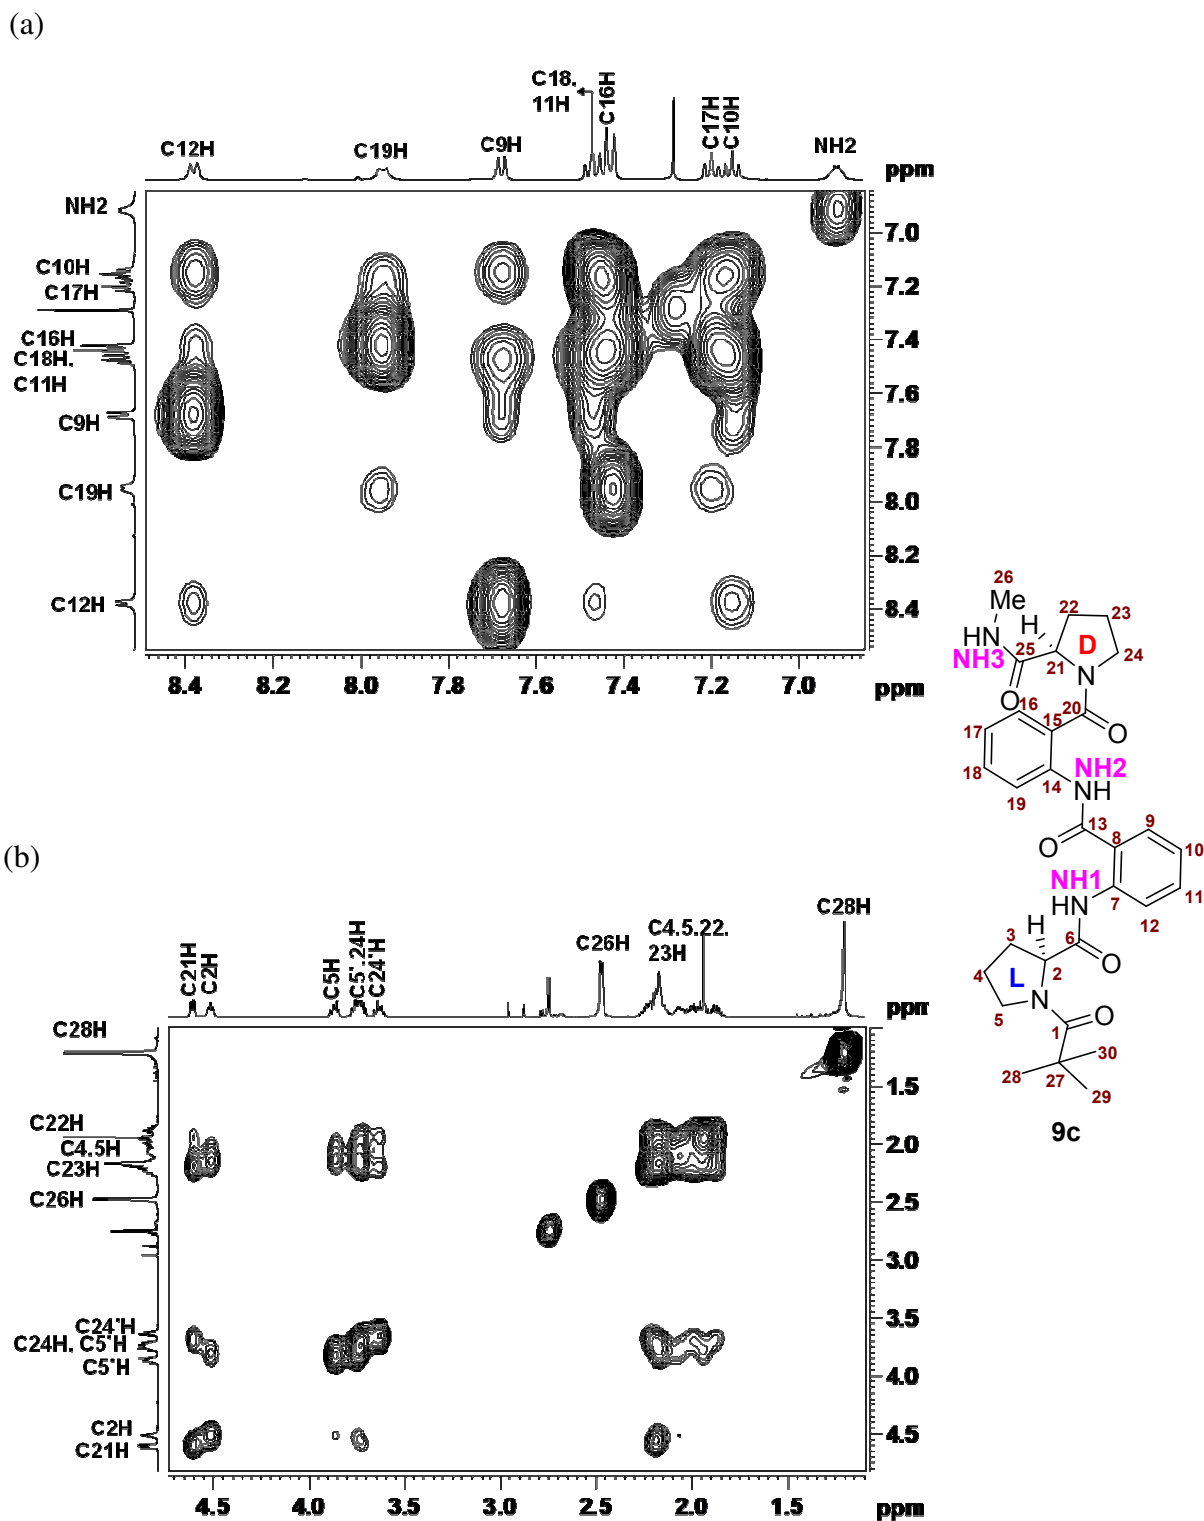 (a)
C18.
11H
C16H
C17H
C10H
C12H
C19H
C9H
NH2
ppm
NH2
C10H
C17H
C16H
C18H.
C11H
C9H
C19H
C12H
7.0
7.2
7.4
7.6
7.8
8.0
8.2
8.4
8.4
8.2
8.0
7.8
7.6
7.4
7.2
7.0
ppm
26
Me
22
23
H
HN
NH3
25
D
21
24
N
O
16
20
15
O
17
18
NH2
14
NH
19
13
O
8
9
10
NH1
7
11
HN
12
3
H
6
4
L
2
O
5
N
1
O
30
28
27
29
9c
(b)
C21H
C2H
C5H
C5'.24H
C24'H
C26H
C4.5.22.
23H
C28H
ppm
C28H
C22H
C4.5H
C23H
C26H
C24'H
C24H. C5'H
C5'H
C2H
C21H
1.5
2.0
2.5
3.0
3.5
4.0
4.5
4.5
4.0
3.5
3.0
2.5
2.0
1.5
ppm